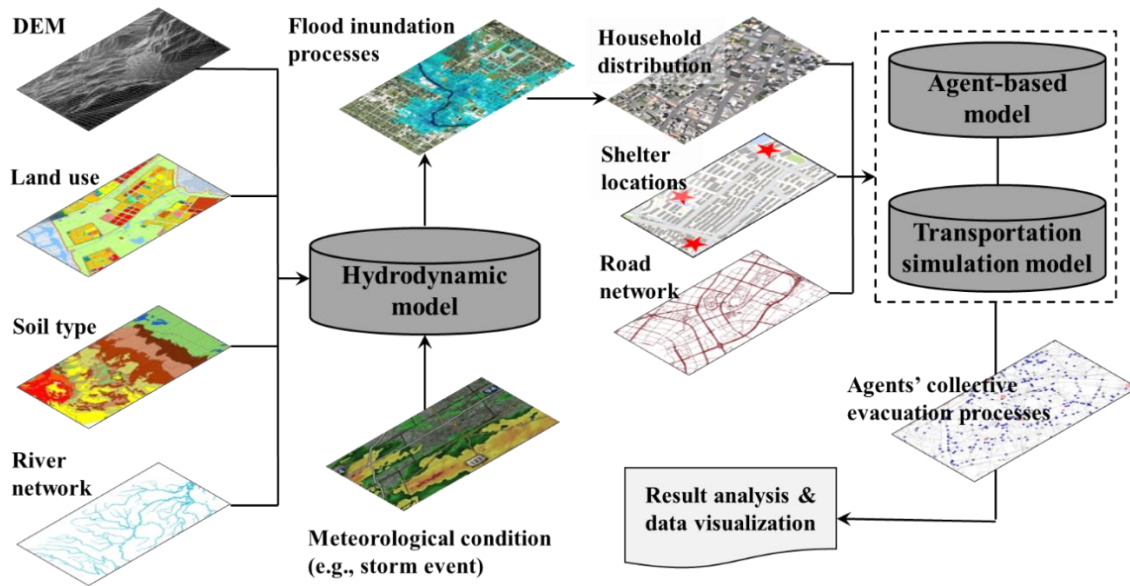 DEM
Land use
Soil type
River
network
Flood inundation
processes
Hydrodynamic
model
Meteorological condition
(e.g., storm event)
Household
distribution
Shelter
locations
Road
network
Agent-based
model
Transportation
simulation model
Agents’ collective
evacuation processes
Result analysis &
data visualization